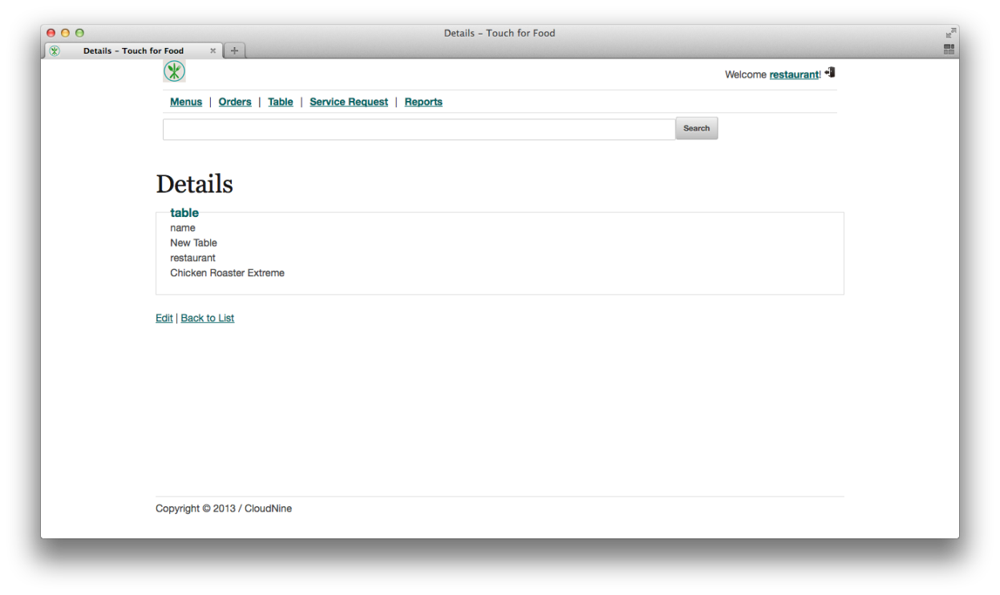 Details – Touch for Food
Details – Touch for Food
Welcome restaurant!
Menus | Orders | Table | Service Request | Reports
Search
Details
table
name
New Table
restaurant
Chicken Roaster Extreme
Edit | Back to List
Copyright © 2013 / CloudNine